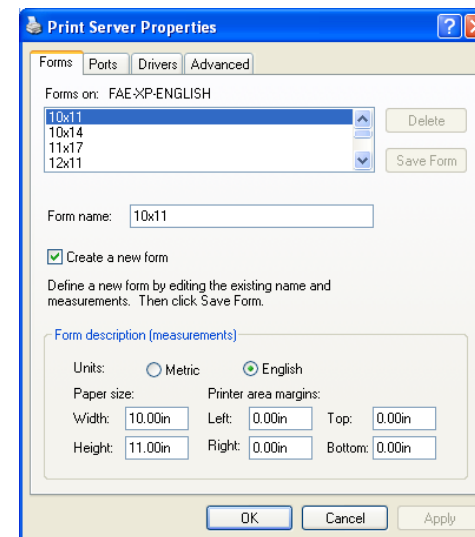 Print Server Properties
Forms Ports Drivers Advanced
Forms on: FAE-XP-ENGLISH
10x11
10x14
11x17
12x11
Delete
Save Form
Form name: 10x11
Create a new form
Define a new form by editing the existing name and
measurements. Then click Save Form.
Form description (measurements)
Units: Metric English
Paper size: Printer area margins:
Width: 10.00in Left: 0.00in Top: 0.00in
Height: 11.00in Right: 0.00in Bottom: 0.00in
OK Cancel Apply